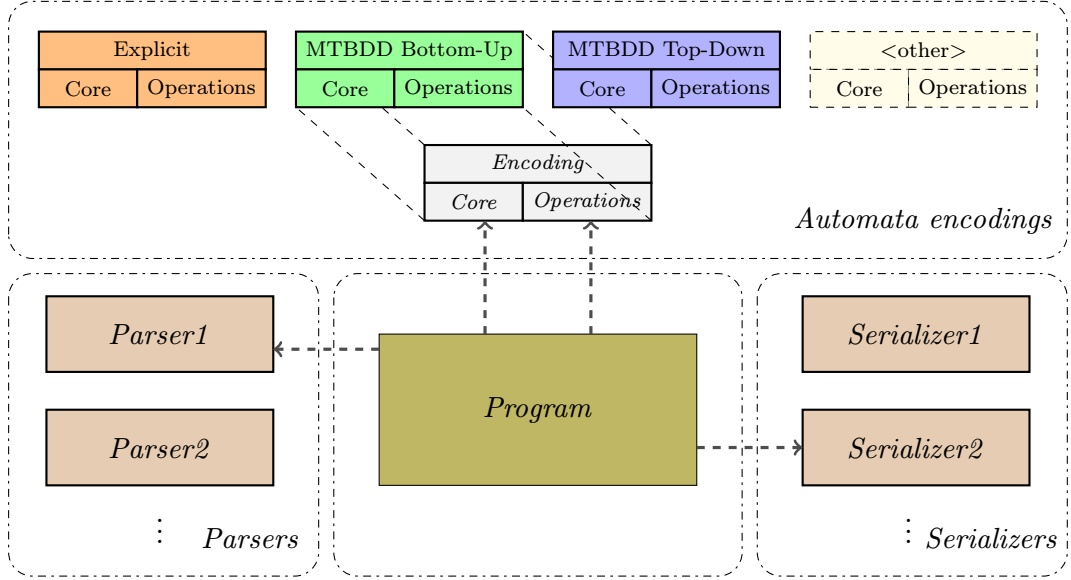 Explicit
Core Operations
MTBDD Bottom-Up
Core Operations
MTBDD Top-Down
Core Operations
<other>
Core Operations
Encoding
Core Operations
Automata encodings
Parser1
Parser2
⋮
Parsers
Program
Serializer1
Serializer2
⋮
Serializers